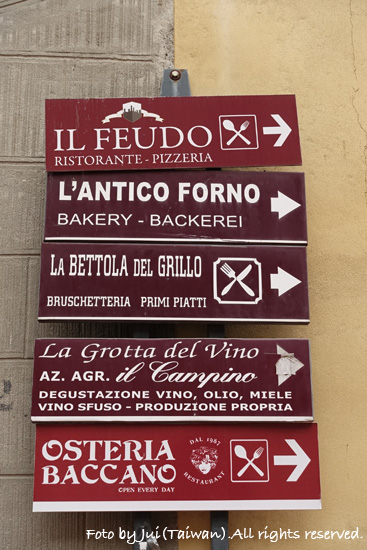 IL FEUDO
RISTORANTE - PIZZERIA
L'ANTICO FORNO
BAKERY - BACKEREI
LA BETTOLA DEL GRILLO
BRUSCHETTERIA PRIMI PIATTI
La Grotta del Vino
AZ. AGR. il Campino
DEGUSTAZIONE VINO, OLIO, MIELE
VINO SFUSO - PRODUZIONE PROPRIA
OSTERIA
BACCANO
OPEN EVERY DAY
DAL 1967
RESTAURANT
Foto by Jui (Taiwan). All rights reserved.